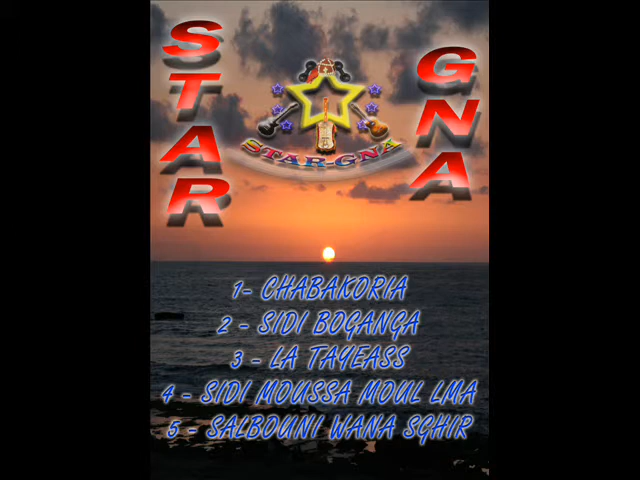 STAR
GNA
STAR-GNA
1- CHABAKORIA
2 - SIDI BOGANGA
3 - LA TAYEASS
4 - SIDI MOUSSA MOUL LMA
5 - SALBOUNI WANA SGHIR